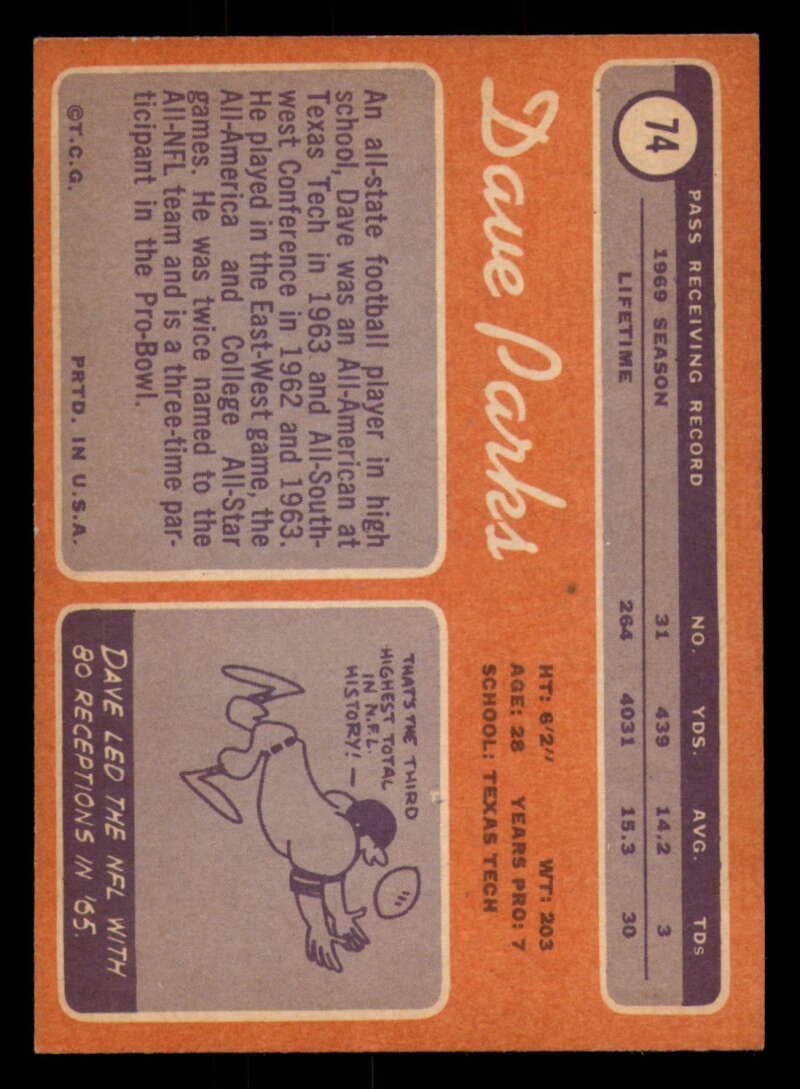 74
PASS RECEIVING RECORD NO. YDS. AVG. TDs
1969 SEASON 31 439 14.2 3
LIFETIME 264 4031 15.3 30
Dave Parks
HT: 6'2" WT: 203
AGE: 28 YEARS PRO: 7
SCHOOL: TEXAS TECH
An all-state football player in high
school, Dave was an All-American at
Texas Tech in 1963 and All-South-
west Conference in 1962 and 1963.
He played in the East-West game, the
All-America and College All-Star
games. He was twice named to the
All-NFL team and is a three-time par-
ticipant in the Pro-Bowl.
©T.C.G. PRTD. IN U.S.A.
THAT'S THE THIRD
HIGHEST TOTAL
IN N.F.L.
HISTORY! —
DAVE LED THE NFL WITH
80 RECEPTIONS IN '65.